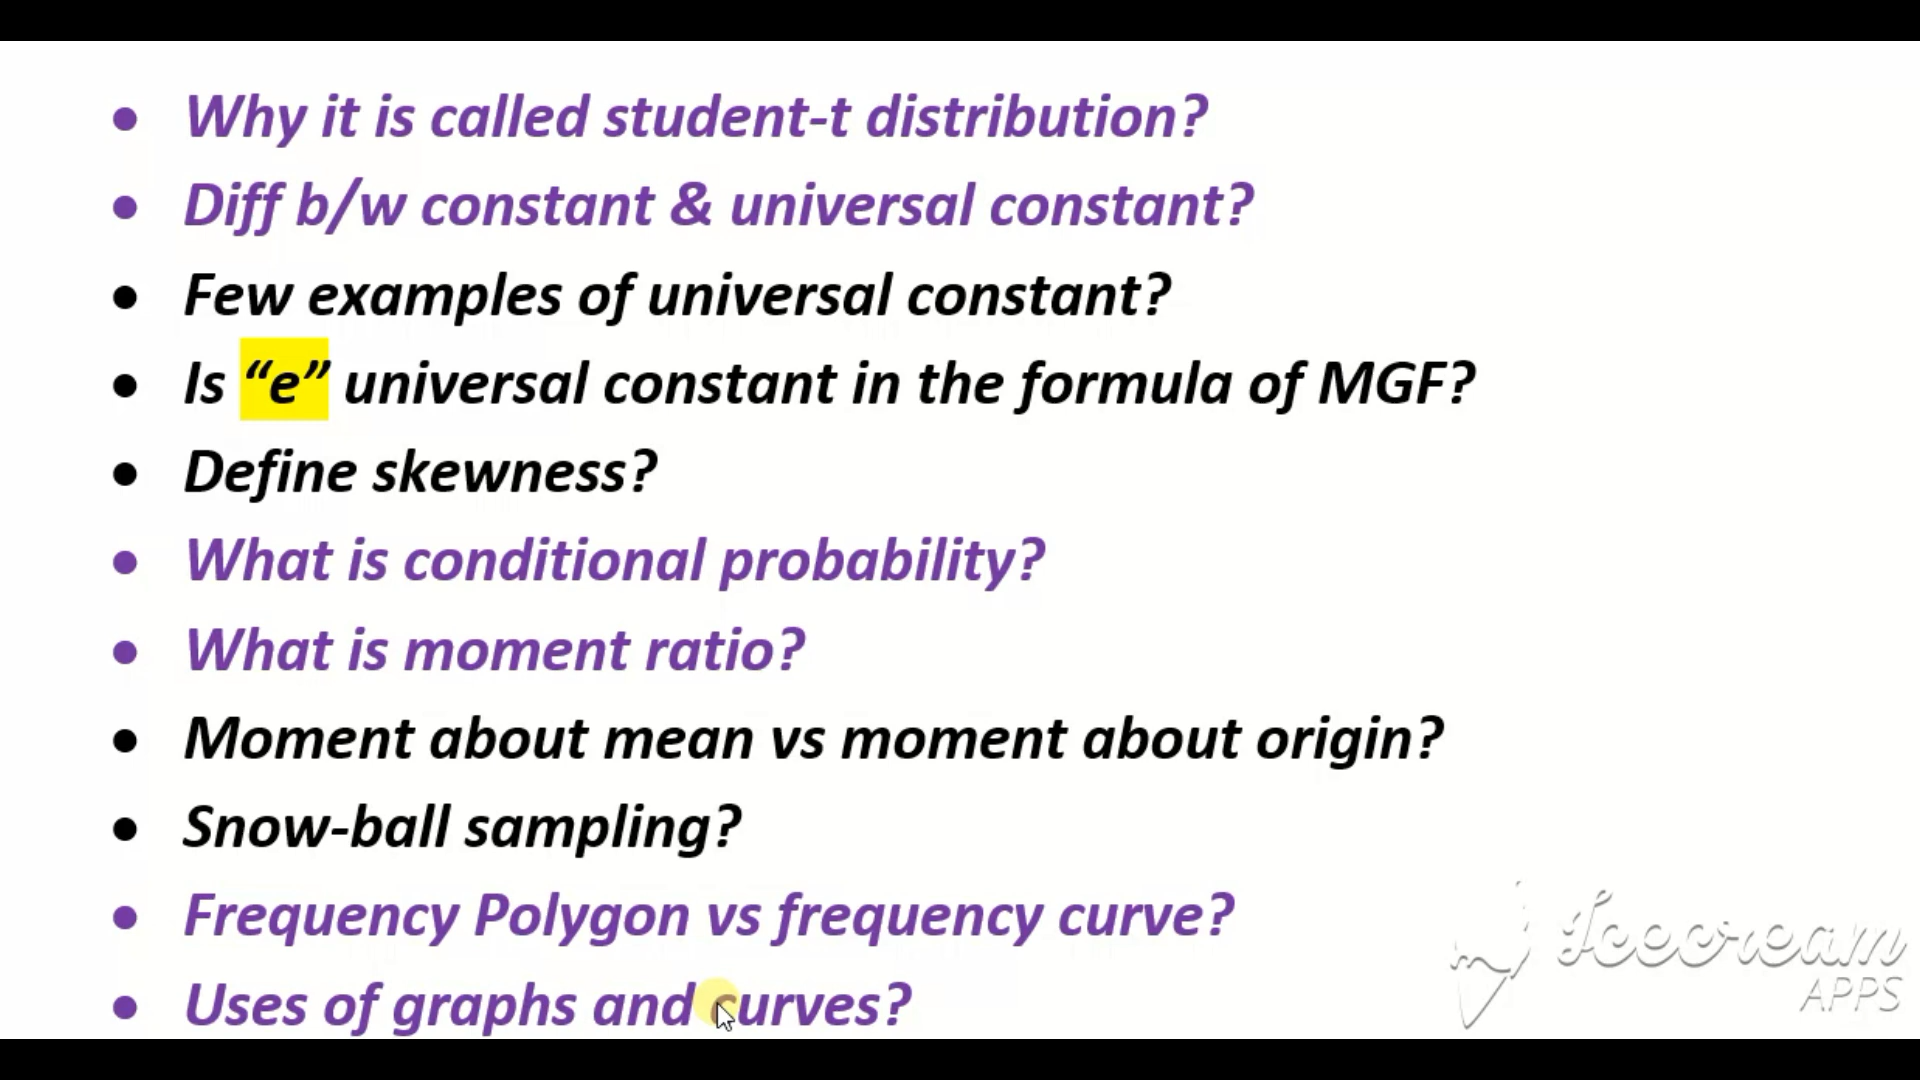 • Why it is called student-t distribution?
• Diff b/w constant & universal constant?
• Few examples of universal constant?
• Is “e” universal constant in the formula of MGF?
• Define skewness?
• What is conditional probability?
• What is moment ratio?
• Moment about mean vs moment about origin?
• Snow-ball sampling?
• Frequency Polygon vs frequency curve?
• Uses of graphs and curves?
Icecream
APPS